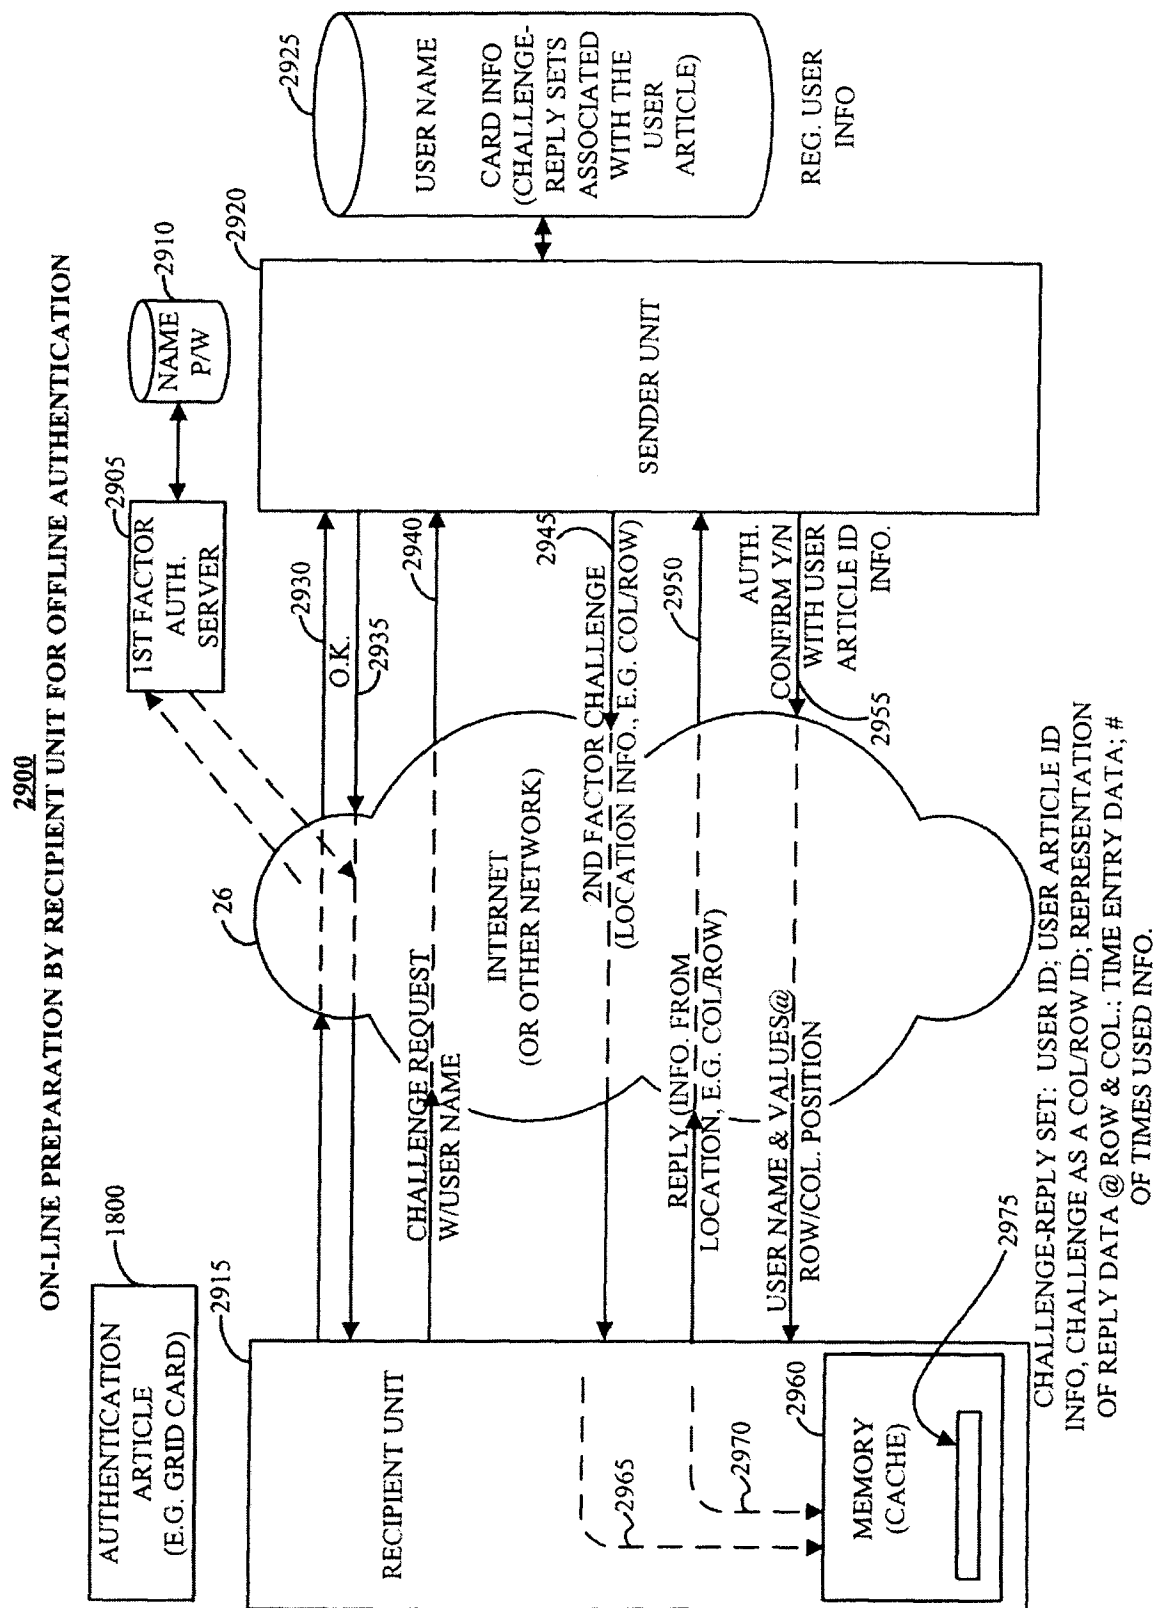 2900
ON-LINE PREPARATION BY RECIPIENT UNIT FOR OFFLINE AUTHENTICATION
AUTHENTICATION
ARTICLE
(E.G. GRID CARD)
1800
1ST FACTOR
AUTH.
SERVER
2905
NAME
P/W
2910
2915
RECIPIENT UNIT
26
INTERNET
(OR OTHER NETWORK)
2920
SENDER UNIT
2925
USER NAME
CARD INFO
(CHALLENGE-
REPLY SETS
ASSOCIATED
WITH THE
USER
ARTICLE)
REG. USER
INFO
2930
O.K.
2935
CHALLENGE REQUEST
W/USER NAME
2940
2ND FACTOR CHALLENGE
(LOCATION INFO., E.G. COL/ROW)
2945
REPLY (INFO. FROM
LOCATION, E.G. COL/ROW)
2950
AUTH.
CONFIRM Y/N
WITH USER
ARTICLE ID
INFO.
2955
USER NAME & VALUES@
ROW/COL. POSITION
2965
2970
2960
MEMORY
(CACHE)
2975
CHALLENGE-REPLY SET: USER ID; USER ARTICLE ID
INFO, CHALLENGE AS A COL/ROW ID; REPRESENTATION
OF REPLY DATA @ ROW & COL.; TIME ENTRY DATA; #
OF TIMES USED INFO.